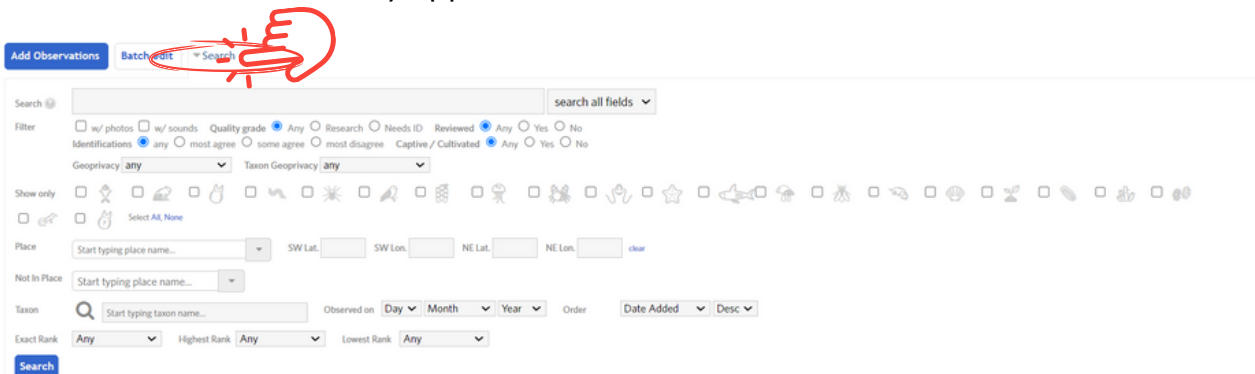 Add Observations Batch edit Search
Search search all fields
Filter w/ photos w/ sounds Quality grade Any Research Needs ID Reviewed Any Yes No
Identifications any most agree some agree most disagree Captive / Cultivated Any Yes No
Geoprivacy any Taxon Geoprivacy any
Show only
Select All, None
Place Start typing place name... SW Lat. SW Lon. NE Lat. NE Lon. clear
Not In Place Start typing place name...
Taxon Start typing taxon name... Observed on Day Month Year Order Date Added Desc
Exact Rank Any Highest Rank Any Lowest Rank Any
Search